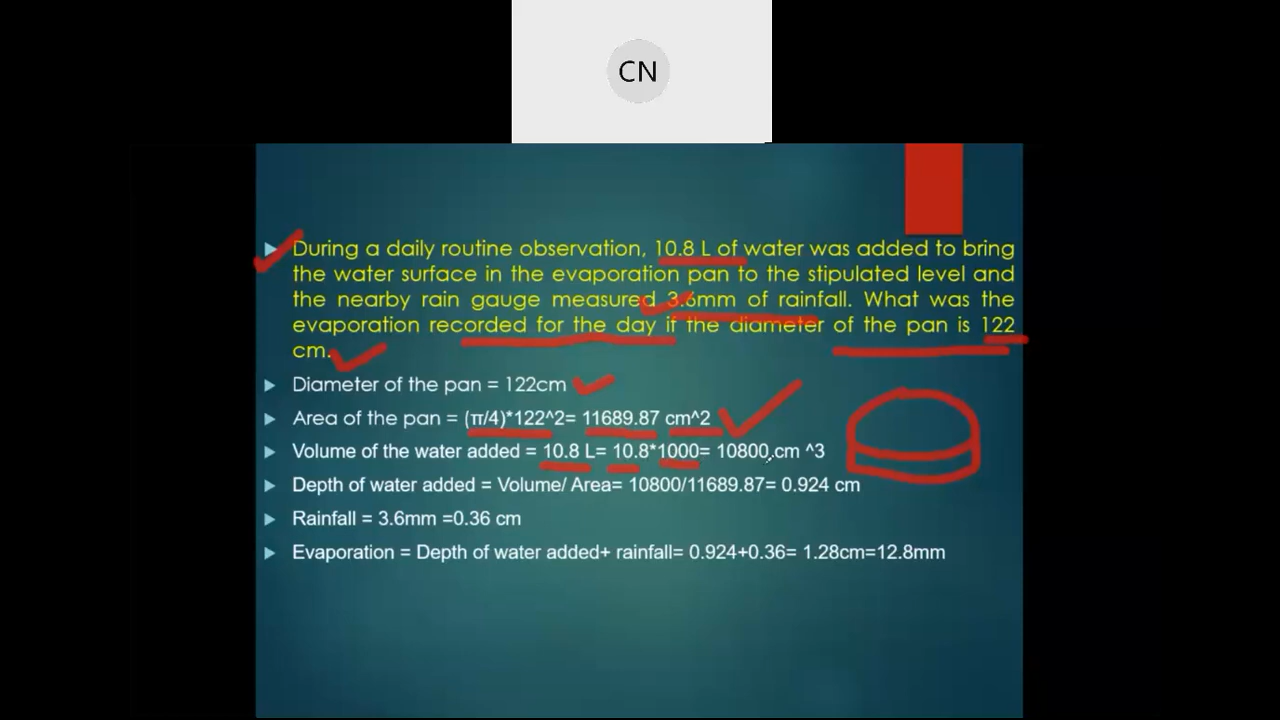 CN
During a daily routine observation, 10.8 L of water was added to bring
the water surface in the evaporation pan to the stipulated level and
the nearby rain gauge measured 3.6mm of rainfall. What was the
evaporation recorded for the day if the diameter of the pan is 122
cm.
Diameter of the pan = 122cm
Area of the pan = (π/4)*122^2= 11689.87 cm^2
Volume of the water added = 10.8 L= 10.8*1000= 10800 cm ^3
Depth of water added = Volume/ Area= 10800/11689.87= 0.924 cm
Rainfall = 3.6mm =0.36 cm
Evaporation = Depth of water added+ rainfall= 0.924+0.36= 1.28cm=12.8mm